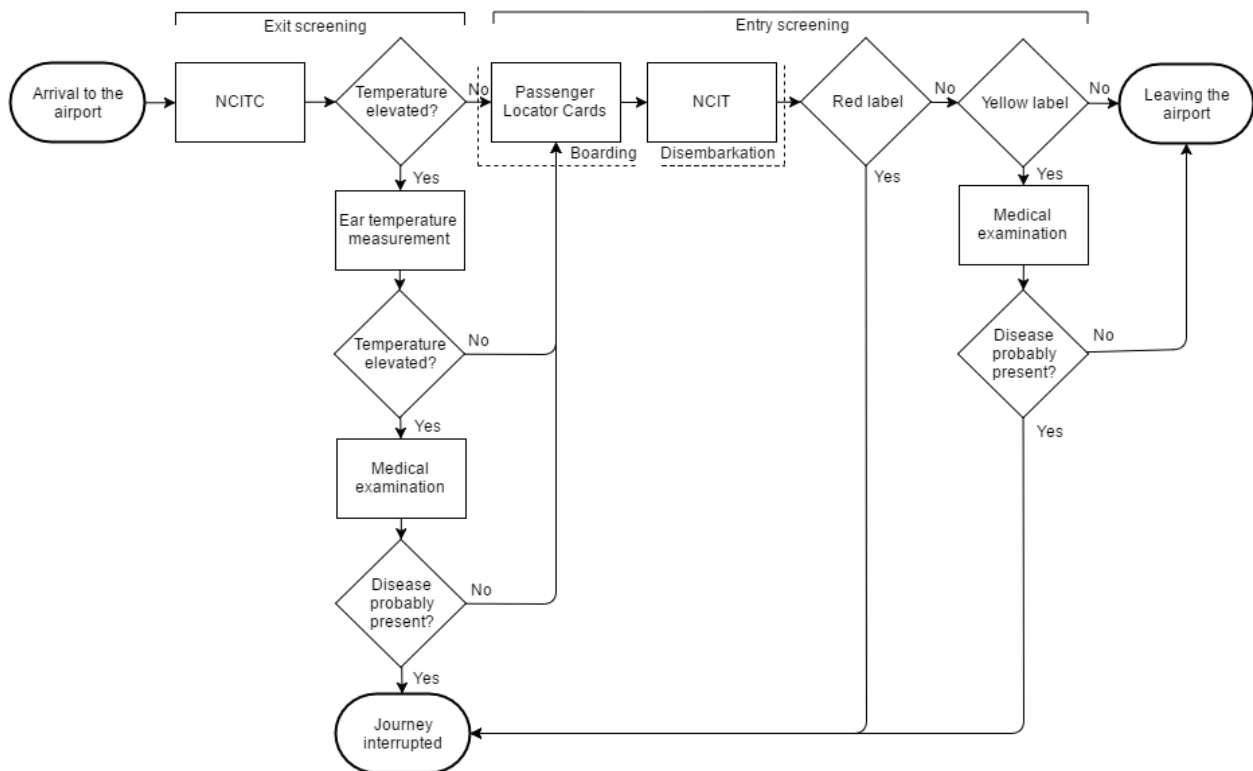 Exit screening
Entry screening
Arrival to the
airport
NCITC
Temperature
elevated?
No
Passenger
Locator Cards
NCIT
Red label
No
Yellow label
No
Leaving the
airport
Boarding
Disembarkation
Yes
Yes
Yes
Ear temperature
measurement
Medical
examination
Temperature
elevated?
No
Disease
probably
present?
No
Yes
Yes
Medical
examination
Disease
probably
present?
No
Yes
Journey
interrupted